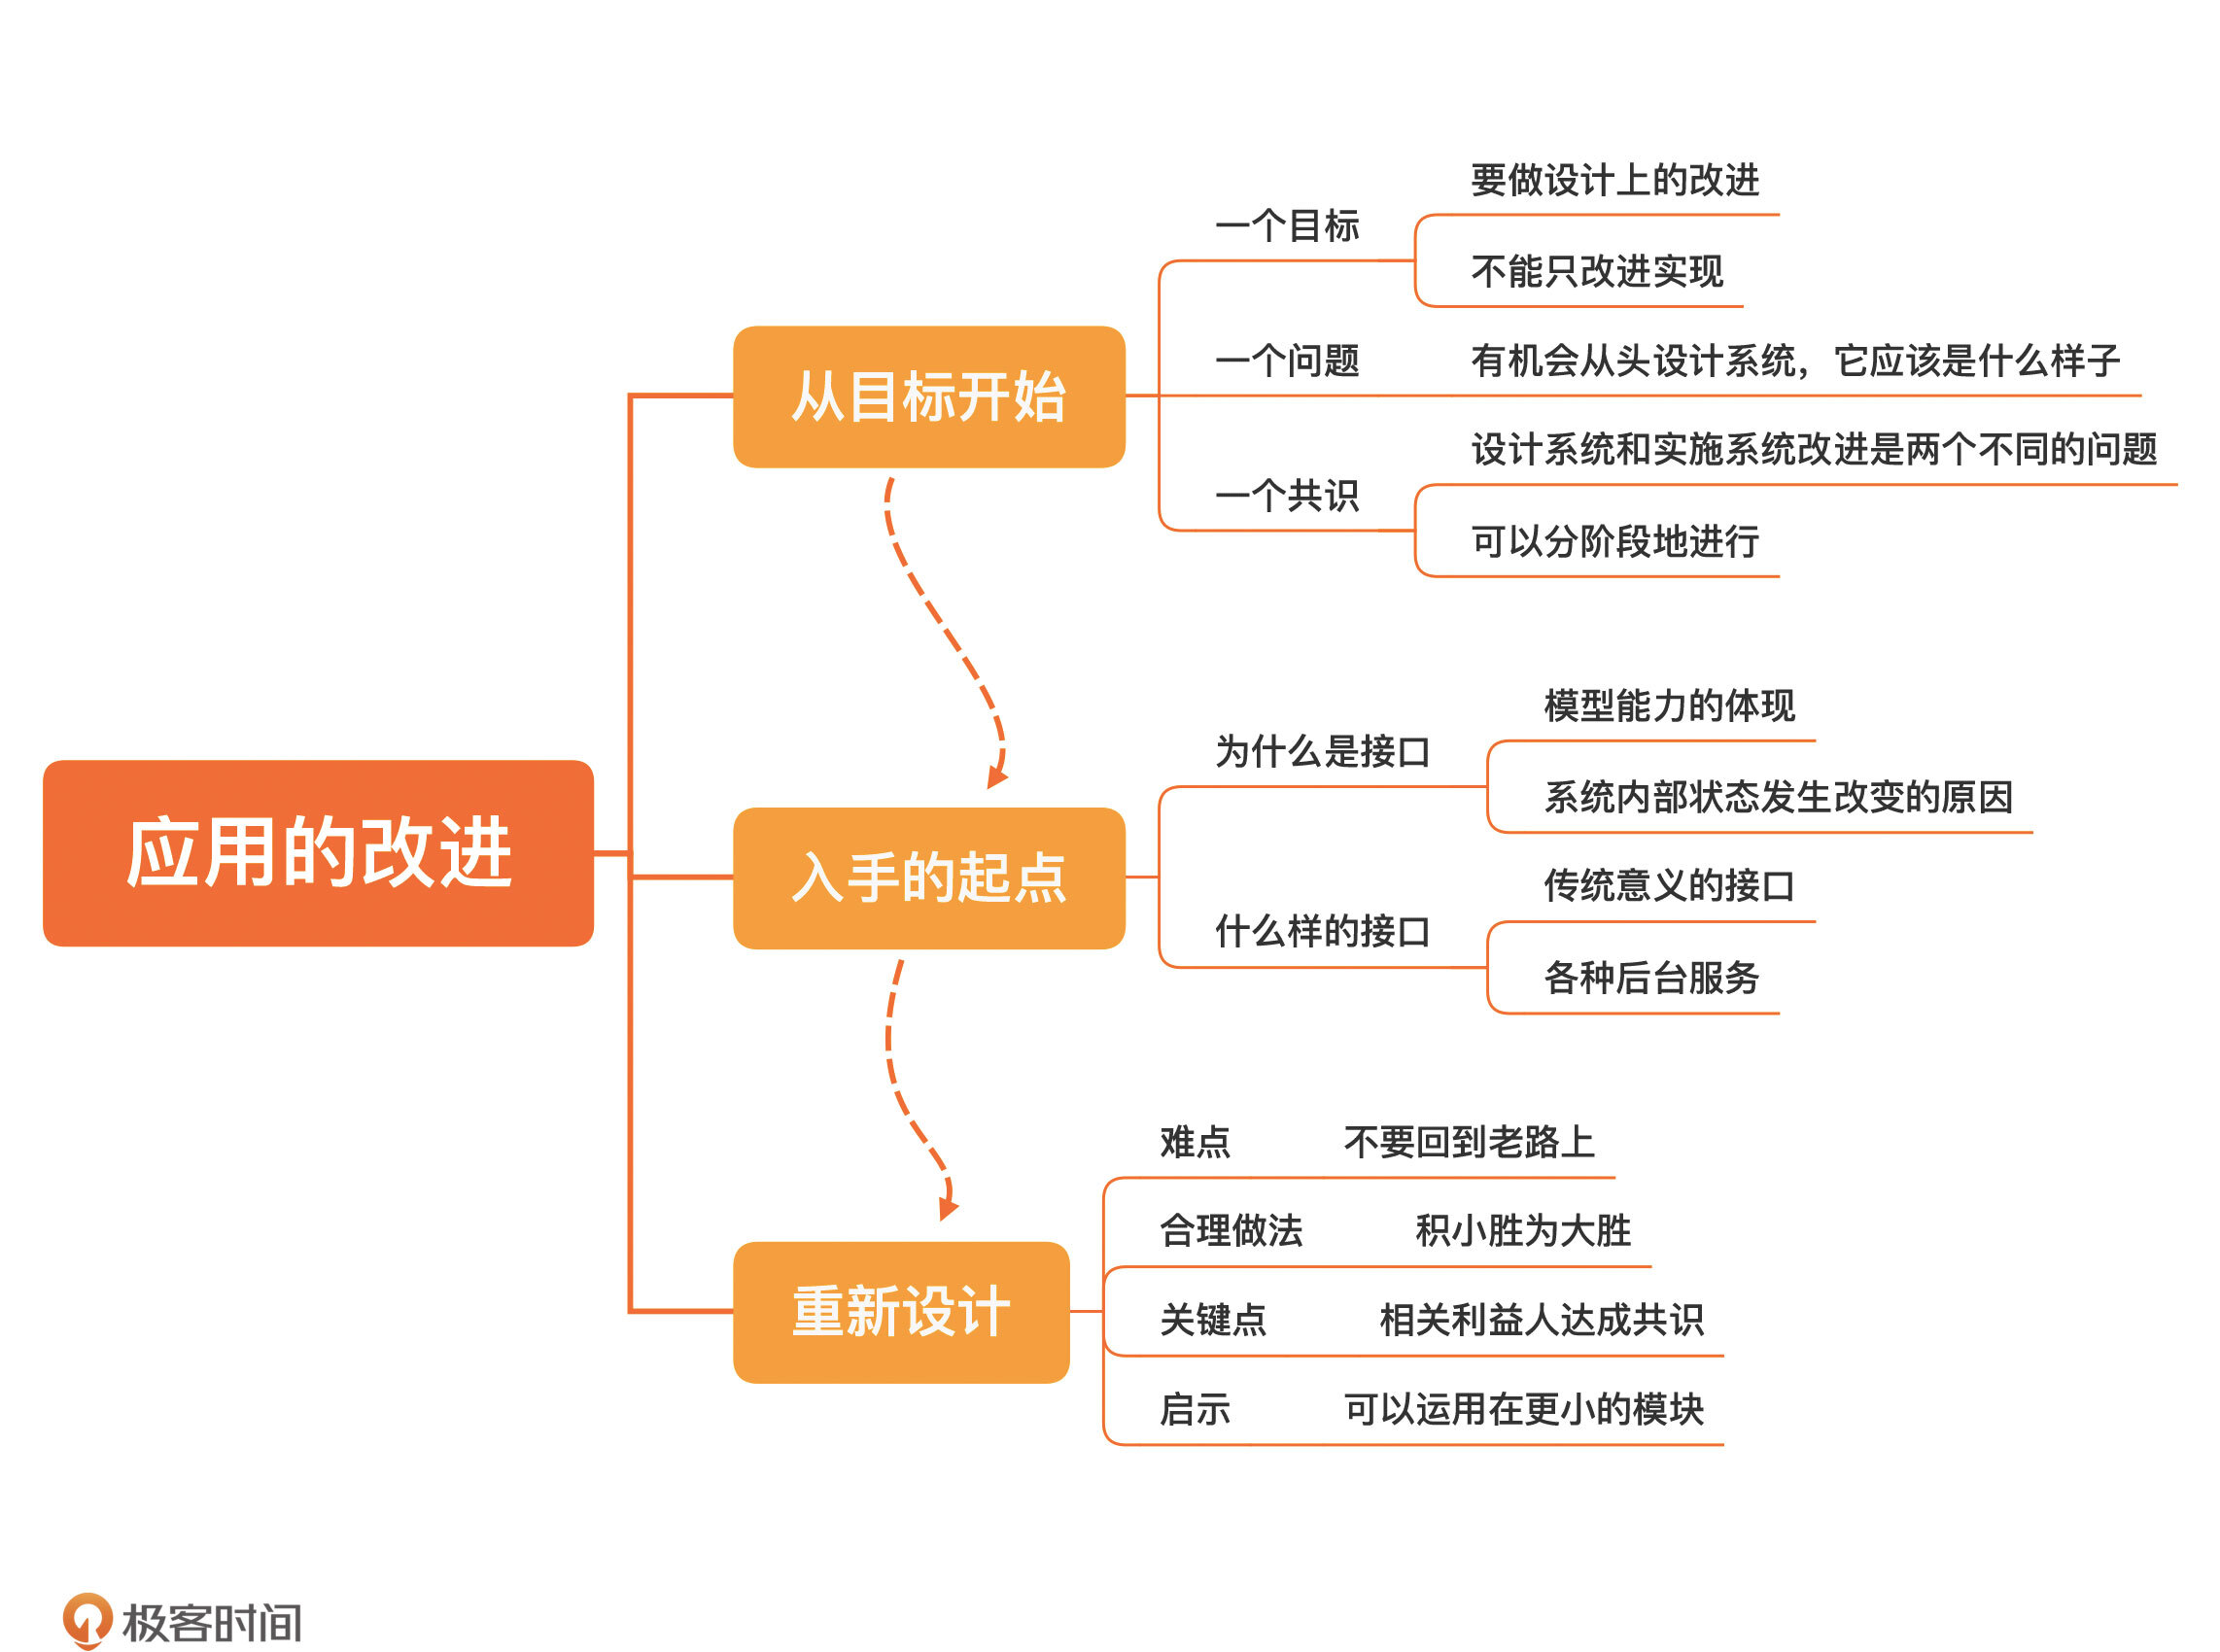 应用的改进
从目标开始
一个目标
要做设计上的改进
不能只改进实现
一个问题
有机会从头设计系统，它应该是什么样子
一个共识
设计系统和实施系统改进是两个不同的问题
可以分阶段地进行
入手的起点
为什么是接口
模型能力的体现
系统内部状态发生改变的原因
什么样的接口
传统意义的接口
各种后台服务
重新设计
难点
不要回到老路上
合理做法
积小胜为大胜
关键点
相关利益人达成共识
启示
可以运用在更小的模块
极客时间